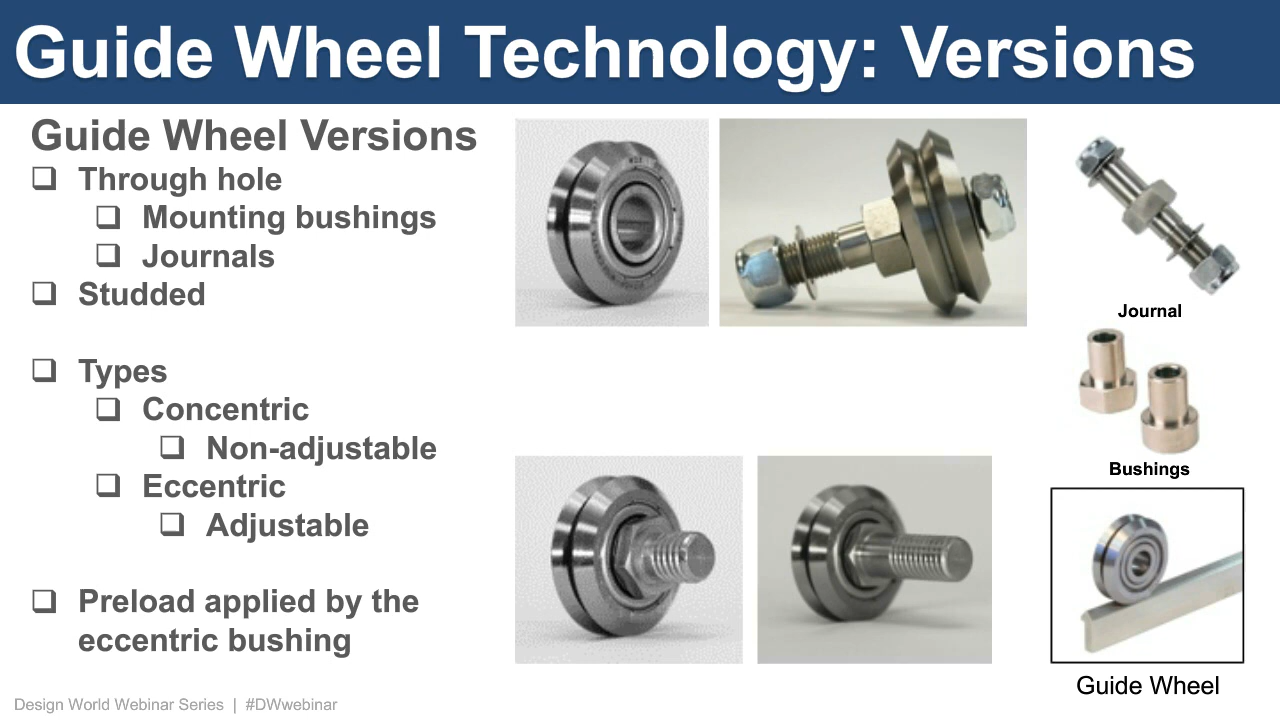 Guide Wheel Technology: Versions
Guide Wheel Versions
❑ Through hole
❑ Mounting bushings
❑ Journals
❑ Studded
❑ Types
❑ Concentric
❑ Non-adjustable
❑ Eccentric
❑ Adjustable
❑ Preload applied by the
eccentric bushing
Journal
Bushings
Guide Wheel
Design World Webinar Series | #DWwebinar